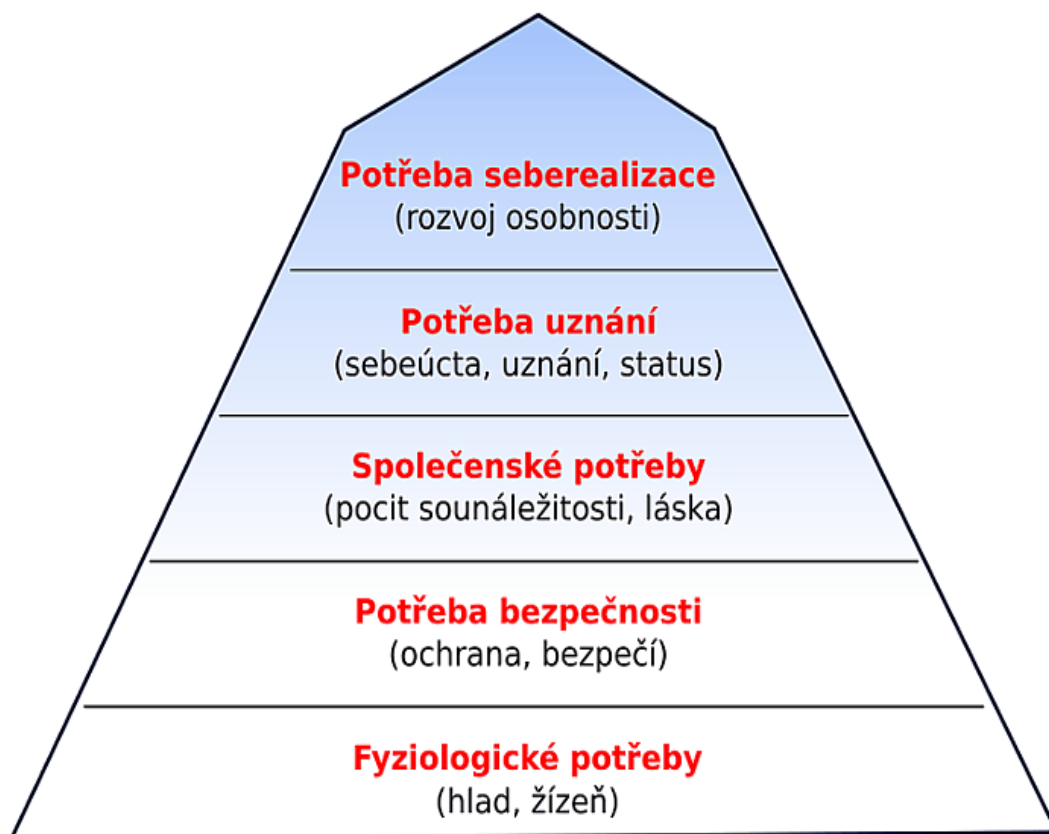 Potřeba seberealizace
(rozvoj osobnosti)
Potřeba uznání
(sebeúcta, uznání, status)
Společenské potřeby
(pocit sounáležitosti, láska)
Potřeba bezpečnosti
(ochrana, bezpečí)
Fyziologické potřeby
(hlad, žízeň)